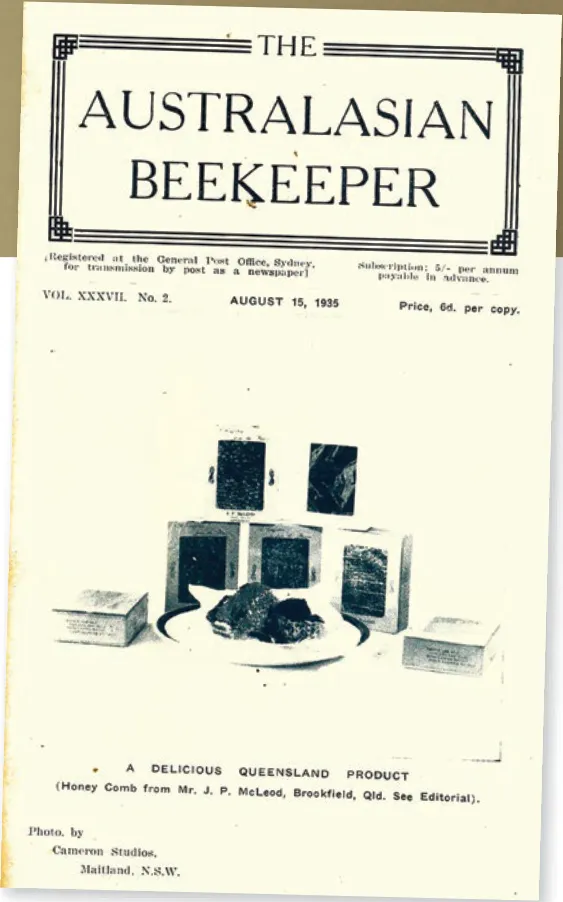 THE
AUSTRALASIAN
BEEKEEPER
[Registered at the General Post Office, Sydney,
for transmission by post as a newspaper]
Subscription; 5/- per annum
payable in advance.
VOL. XXXVII. No. 2.
AUGUST 15, 1935
Price, 6d. per copy.
A DELICIOUS QUEENSLAND PRODUCT
(Honey Comb from Mr. J. P. McLeod, Brookfield, Qld. See Editorial).
Photo. by
Cameron Studios,
Maitland, N.S.W.